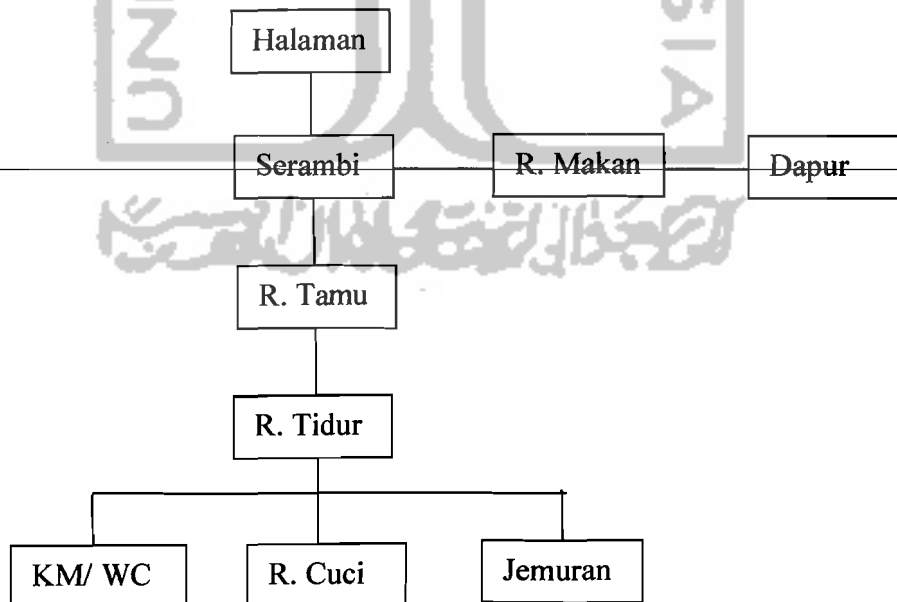 Halaman
Serambi
R. Makan
Dapur
R. Tamu
R. Tidur
KM/ WC
R. Cuci
Jemuran